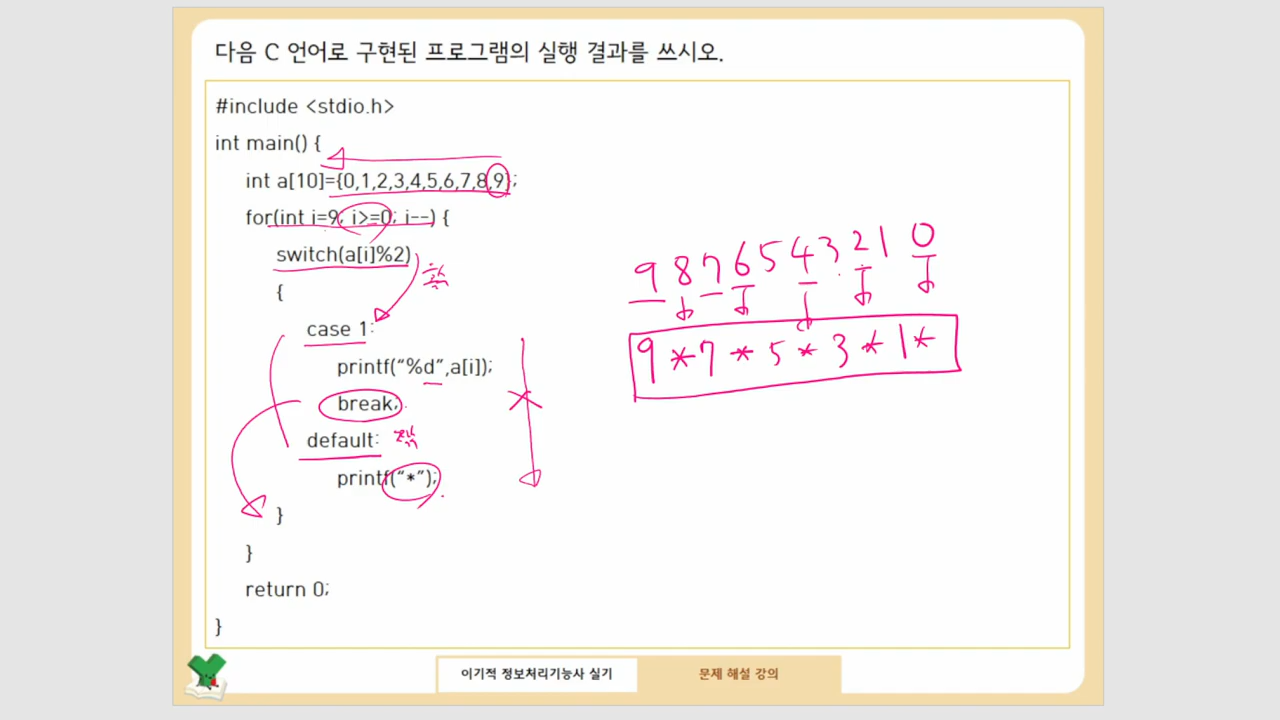 다음 C 언어로 구현된 프로그램의 실행 결과를 쓰시오.
#include <stdio.h>
int main() {
int a[10]={0,1,2,3,4,5,6,7,8,9};
for(int i=9; i>=0; i--) {
switch(a[i]%2)
{
case 1:
printf(“%d”,a[i]);
break;
default:
printf(“*”);
}
}
return 0;
}
9 8 7 6 5 4 3 2 1 0
9 * 7 * 5 * 3 * 1 *
이기적 정보처리기능사 실기
문제 해설 강의